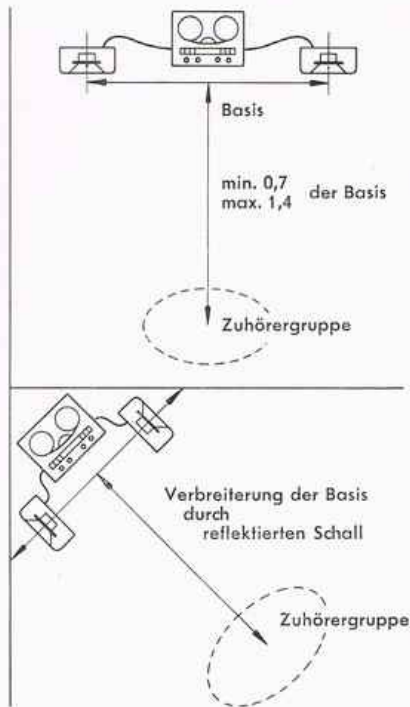 Basis
min. 0,7
max. 1,4 der Basis
Zuhörergruppe
Verbreiterung der Basis
durch
reflektierten Schall
Zuhörergruppe